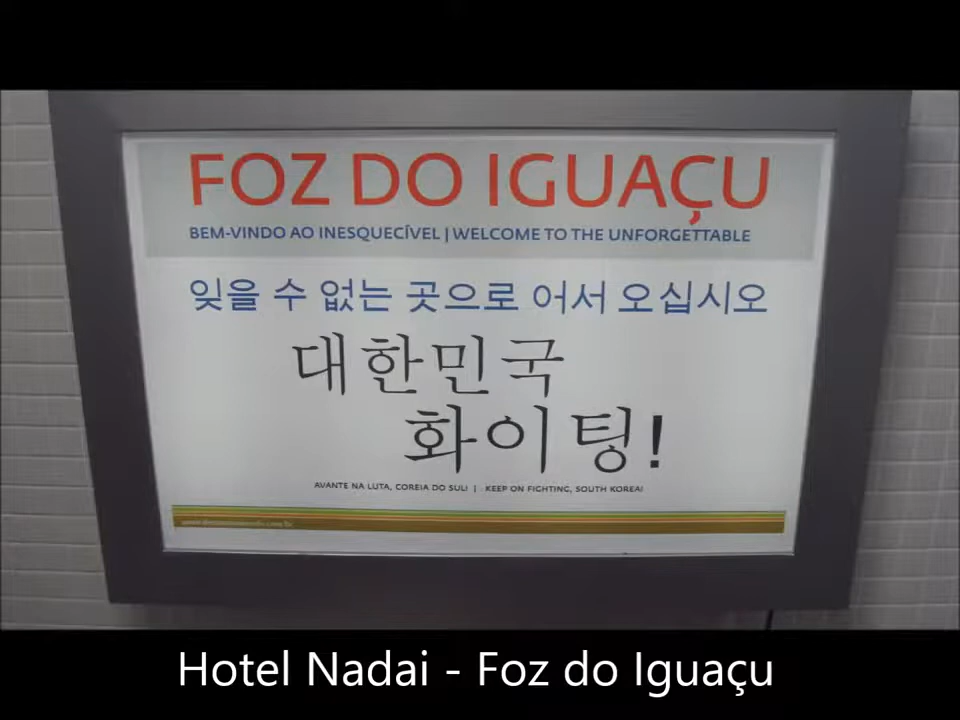 FOZ DO IGUAÇU
BEM-VINDO AO INESQUECÍVEL | WELCOME TO THE UNFORGETTABLE
잊을 수 없는 곳으로 어서 오십시오
대한민국
화이팅!
AVANTE NA LUTA, COREIA DO SUL! | KEEP ON FIGHTING, SOUTH KOREA!
Hotel Nadai - Foz do Iguaçu